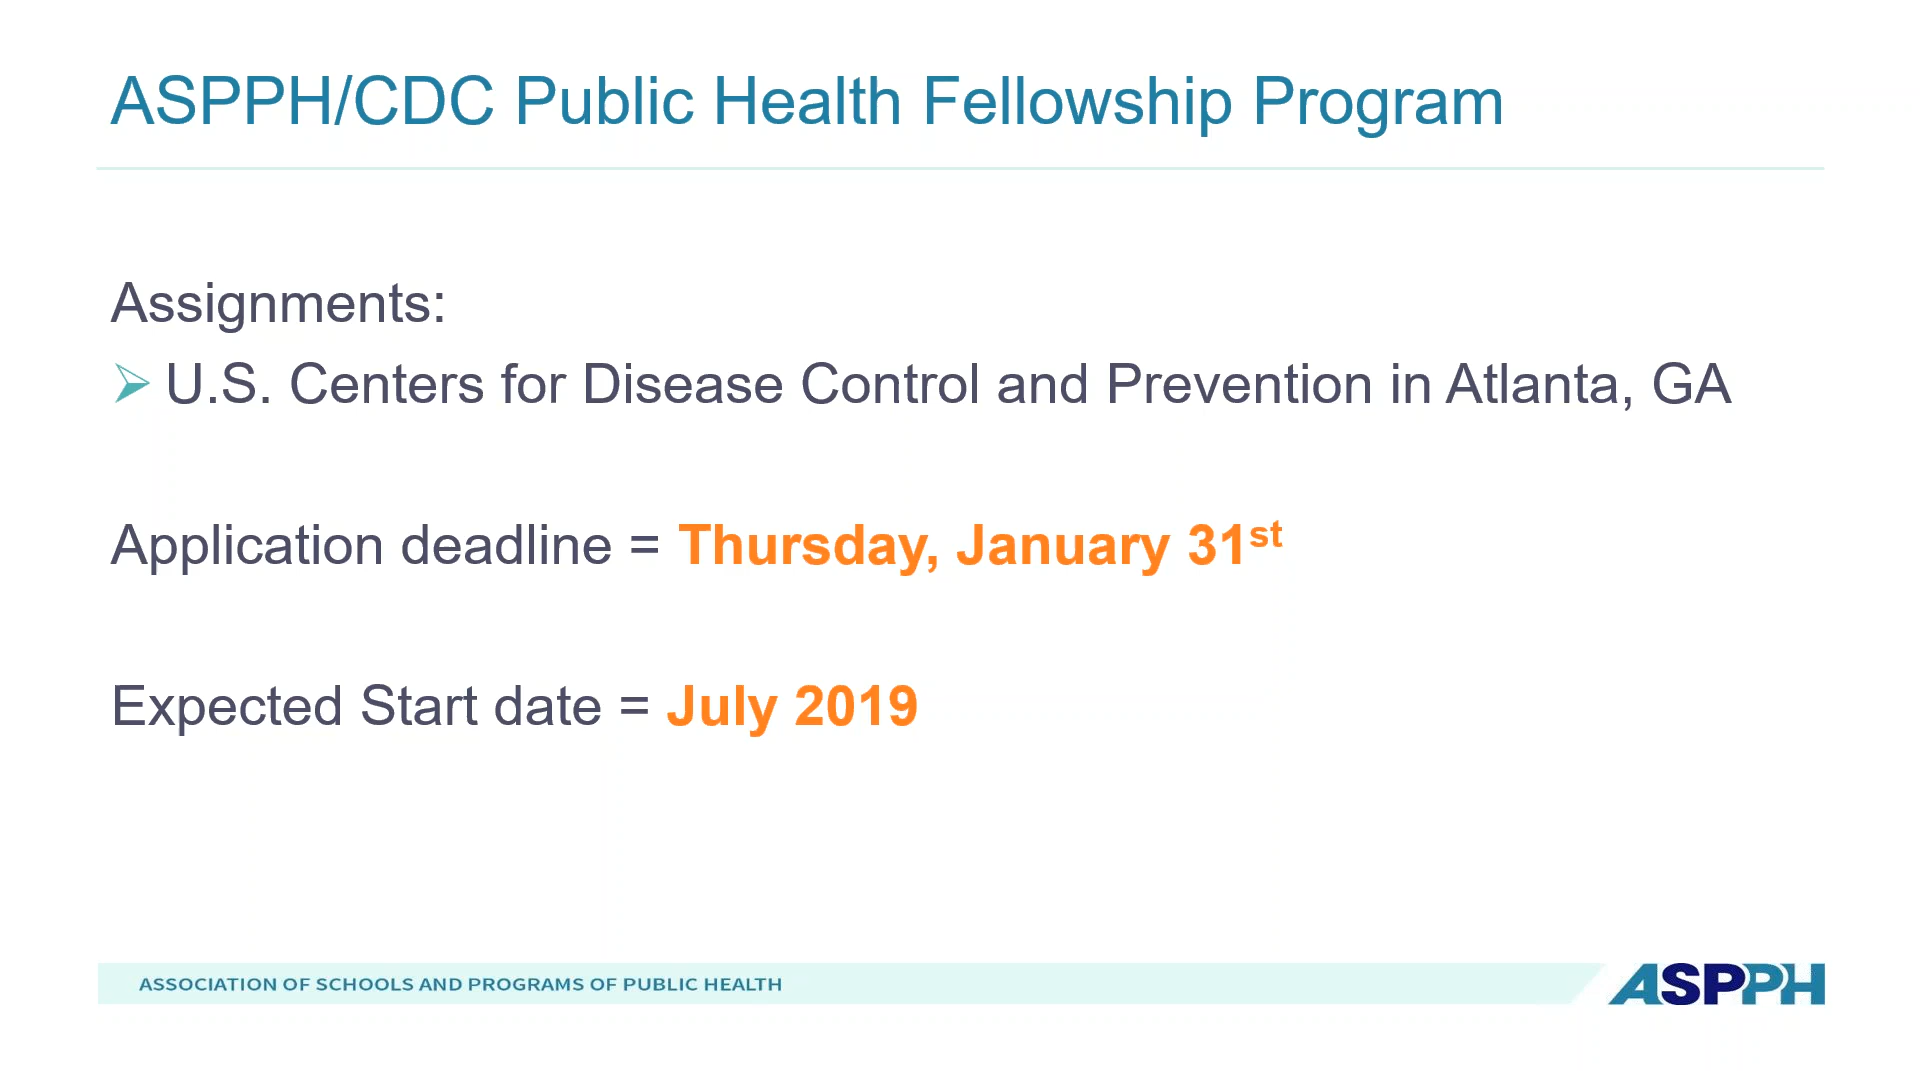 ASPPH/CDC Public Health Fellowship Program
Assignments:
U.S. Centers for Disease Control and Prevention in Atlanta, GA
Application deadline = Thursday, January 31st
Expected Start date = July 2019
ASSOCIATION OF SCHOOLS AND PROGRAMS OF PUBLIC HEALTH
ASPPH